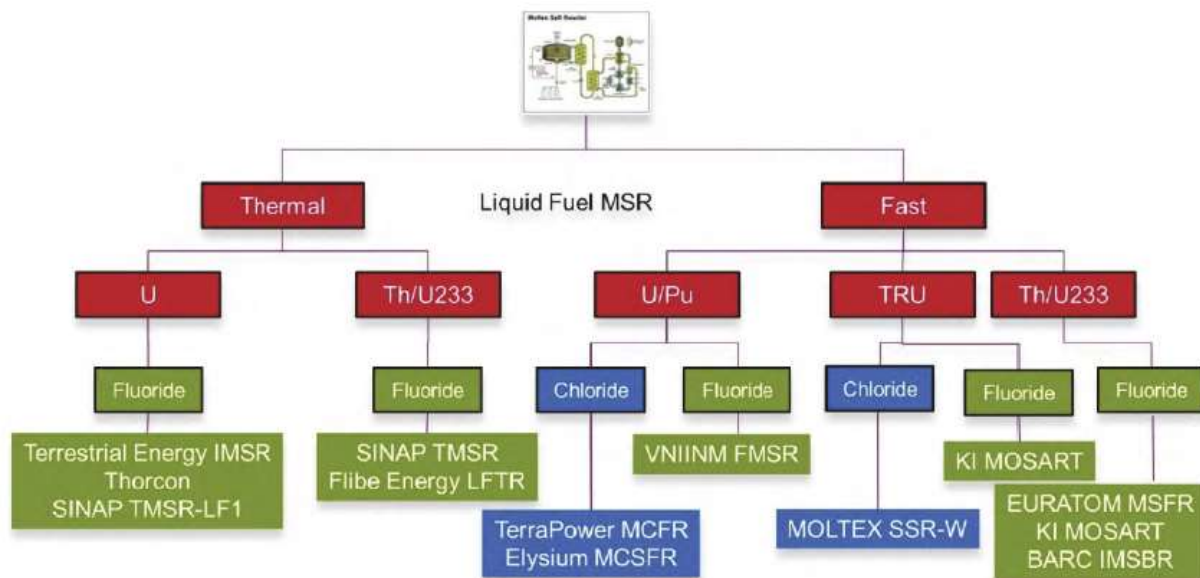 Molten Salt Reactor
Liquid Fuel MSR
Thermal
Fast
U
Th/U233
U/Pu
TRU
Th/U233
Fluoride
Fluoride
Chloride
Fluoride
Chloride
Fluoride
Fluoride
Terrestrial Energy IMSR
Thorcon
SINAP TMSR-LF1
SINAP TMSR
Flibe Energy LFTR
TerraPower MCFR
Elysium MCSFR
VNIINM FMSR
MOLTEX SSR-W
KI MOSART
EURATOM MSFR
KI MOSART
BARC IMSBR